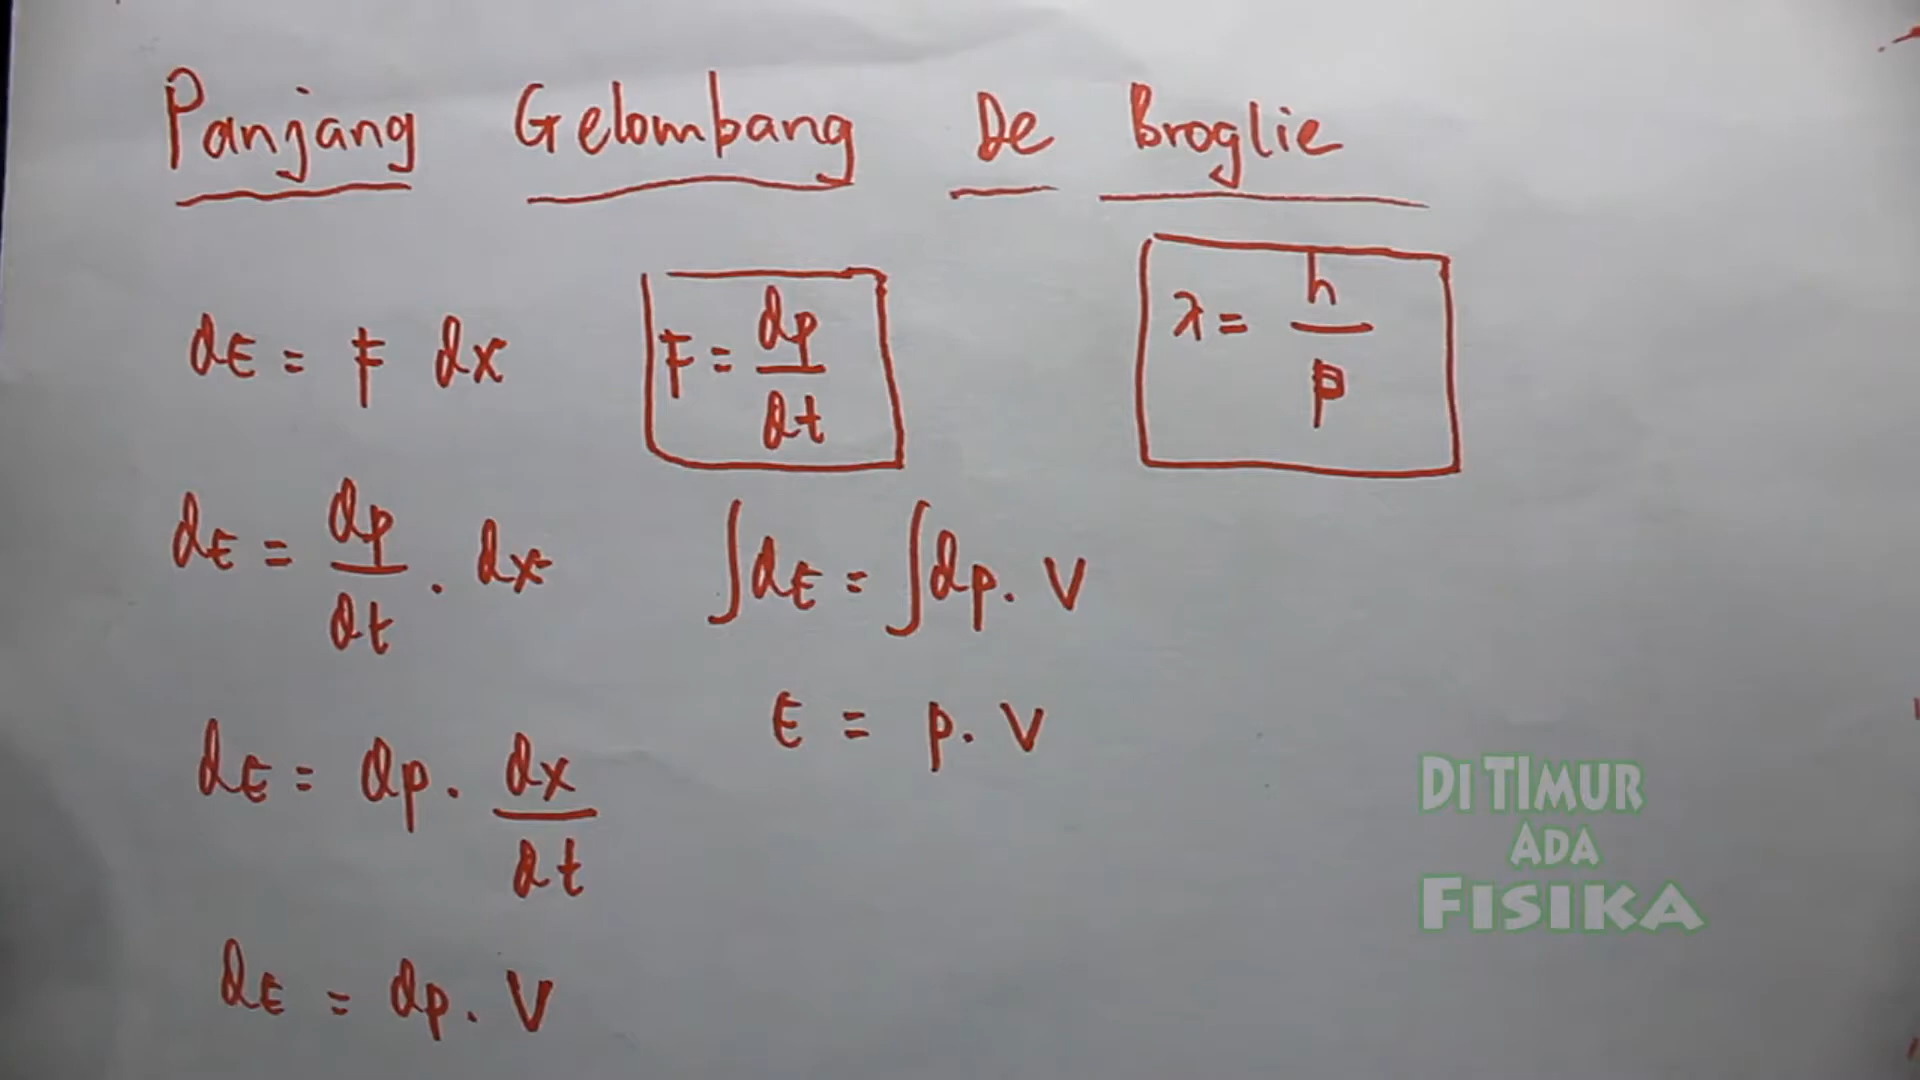 Panjang Gelombang De Broglie
dE = F dx
F = dp/dt
λ = h/p
dE = dp/dt . dx
dE = dp . dx/dt
dE = dp . V
∫dE = ∫dp . V
E = p . V
DI TIMUR
ADA
FISIKA